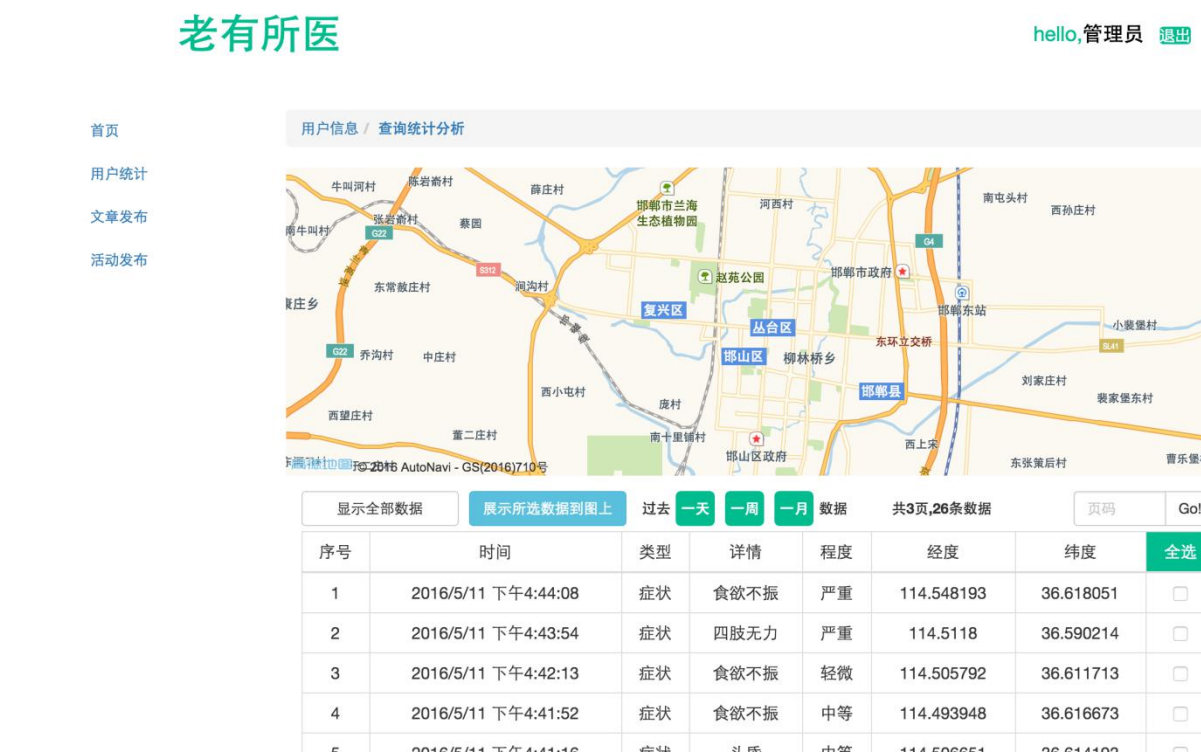 老有所医
hello,管理员 退出
首页
用户统计
文章发布
活动发布
用户信息 / 查询统计分析
牛叫河村
陈岩嵛村
薛庄村
邯郸市兰海
生态植物园
河西村
南屯头村
西孙庄村
张岩嵛村
蔡园
南牛叫村
G22
G4
S312
赵苑公园
邯郸市政府
东常敖庄村
涧沟村
邯郸东站
复兴区
丛台区
小裴堡村
东环立交桥
SL41
G22
乔沟村
中庄村
邯山区
柳林桥乡
刘家庄村
西小屯村
邯郸县
裴家堡东村
庞村
西望庄村
董二庄村
南十里铺村
邯山区政府
西上宋
东张策后村
© 2016 AutoNavi - GS(2016)710号
显示全部数据 展示所选数据到图上 过去 一天 一周 一月 数据 共3页,26条数据 页码 Go!
序号 时间 类型 详情 程度 经度 纬度 全选
1 2016/5/11 下午4:44:08 症状 食欲不振 严重 114.548193 36.618051
2 2016/5/11 下午4:43:54 症状 四肢无力 严重 114.5118 36.590214
3 2016/5/11 下午4:42:13 症状 食欲不振 轻微 114.505792 36.611713
4 2016/5/11 下午4:41:52 症状 食欲不振 中等 114.493948 36.616673